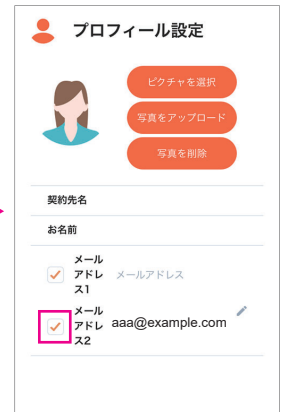 プロフィール設定
ピクチャを選択
写真をアップロード
写真を削除
契約先名
お名前
メール
アドレ
ス1
メールアドレス
メール
アドレ
ス2
aaa@example.com